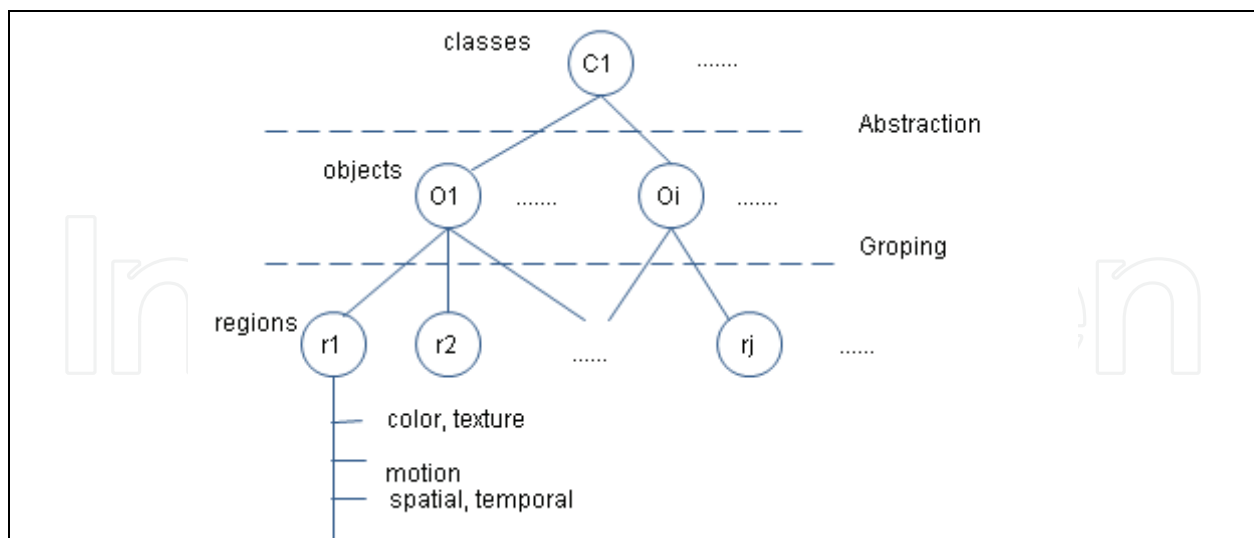 classes
C1
.......
Abstraction
objects
O1
.......
Oi
.......
Groping
regions
r1
r2
......
rj
......
color, texture
motion
spatial, temporal